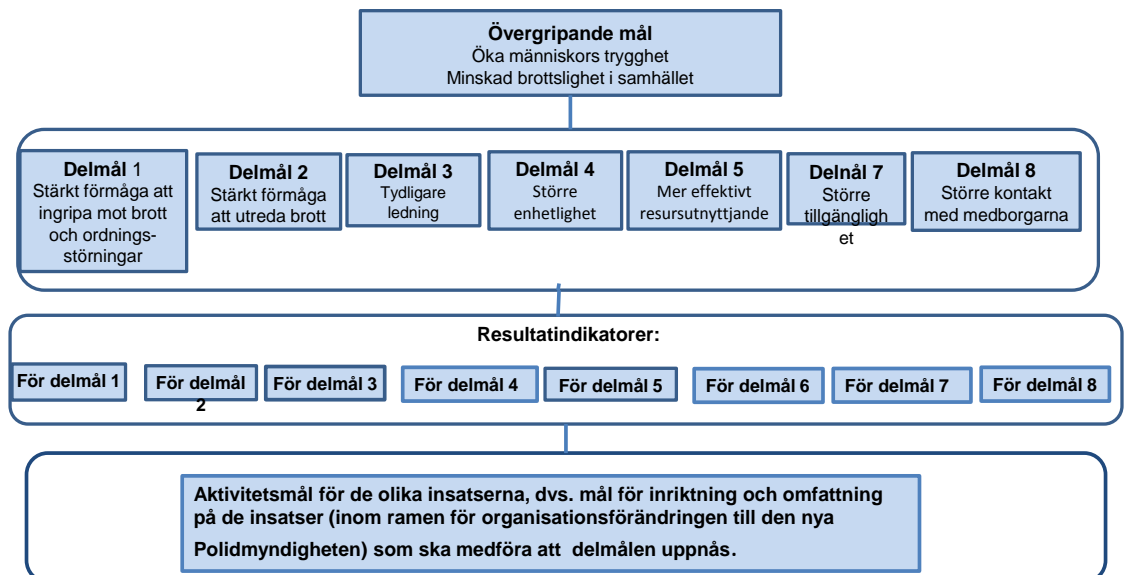 Övergripande mål
Öka människors trygghet
Minskad brottslighet i samhället
Delmål 1
Stärkt förmåga att
ingripa mot brott
och ordnings-
störningar
Delmål 2
Stärkt förmåga
att utreda brott
Delmål 3
Tydligare
ledning
Delmål 4
Större
enhetlighet
Delmål 5
Mer effektivt
resursutnyttjande
Delnål 7
Större
tillgängligh
et
Delmål 8
Större kontakt
med medborgarna
Resultatindikatorer:
För delmål 1
För delmål
2
För delmål 3
För delmål 4
För delmål 5
För delmål 6
För delmål 7
För delmål 8
Aktivitetsmål för de olika insatserna, dvs. mål för inriktning och omfattning
på de insatser (inom ramen för organisationsförändringen till den nya
Polidmyndigheten) som ska medföra att delmålen uppnås.